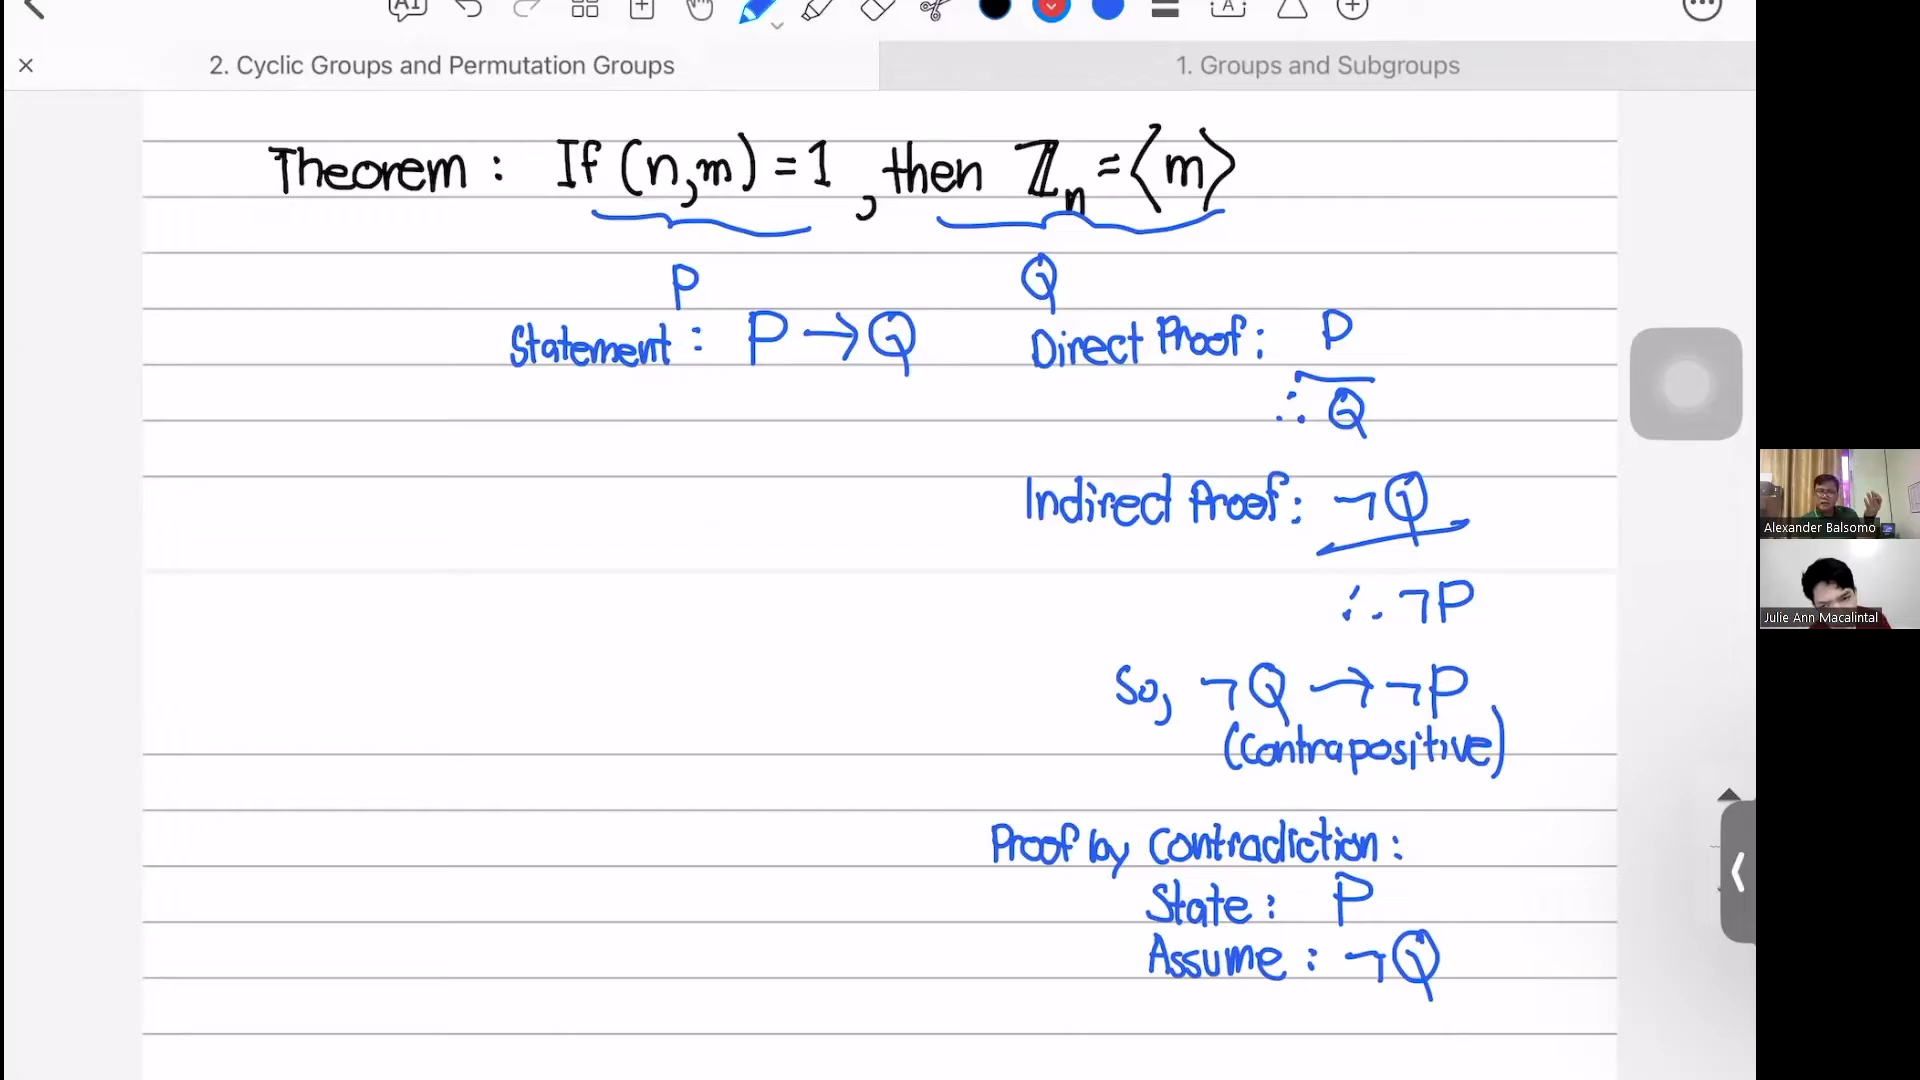 AI
A
2. Cyclic Groups and Permutation Groups
1. Groups and Subgroups
Theorem : If (n,m) = 1 , then ℤn = ⟨m⟩
P Q
Statement : P → Q
Direct Proof : P
∴ Q
Indirect Proof : ¬Q
∴ ¬P
So, ¬Q → ¬P
(Contrapositive)
Proof by Contradiction :
State : P
Assume : ¬Q
Alexander Balsomo
Julie Ann Macalintal